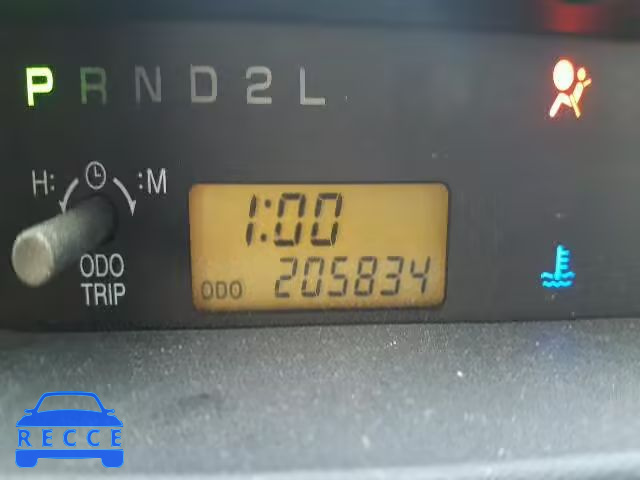 P R N D 2 L
H: :M
1:00
ODO 205834
ODO
TRIP
RECCE